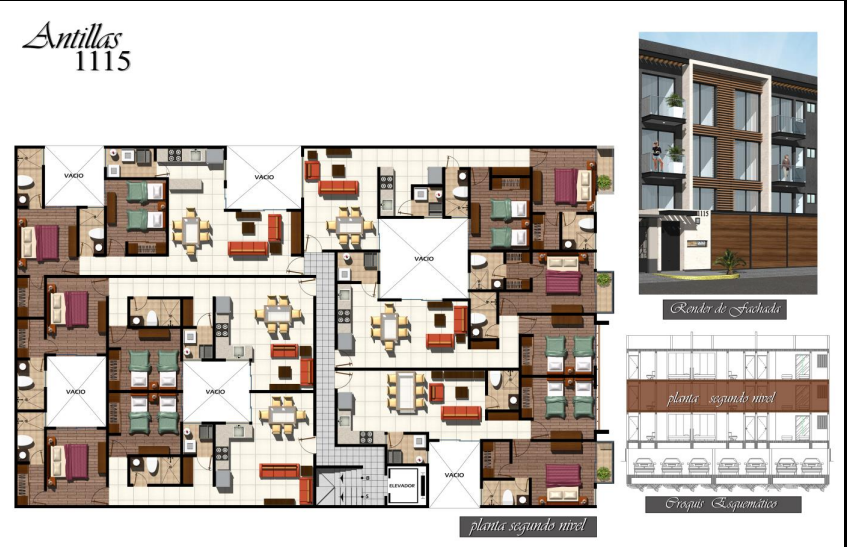 Antillas
1115
VACIO
VACIO
VACIO
VACIO
VACIO
VACIO
ELEVADOR
B
S
planta segundo nivel
1115
Render de Fachada
planta segundo nivel
Croquis Esquemático